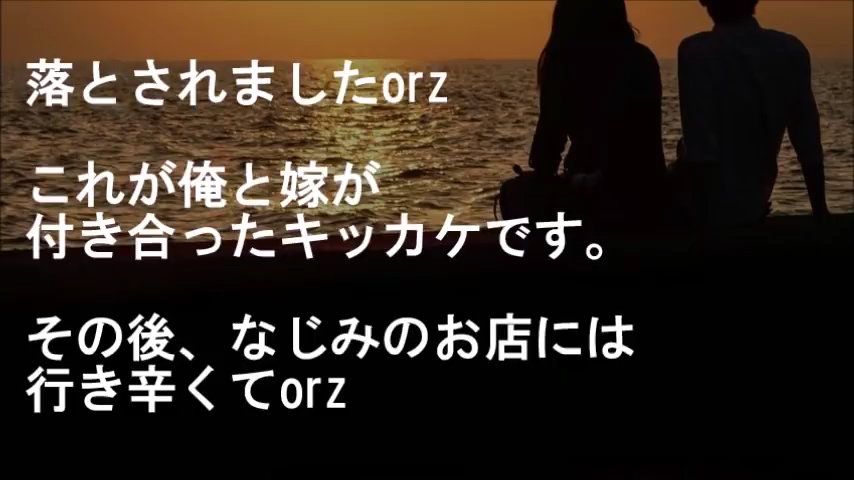 落とされましたorz
これが俺と嫁が
付き合ったキッカケです。
その後、なじみのお店には
行き辛くてorz